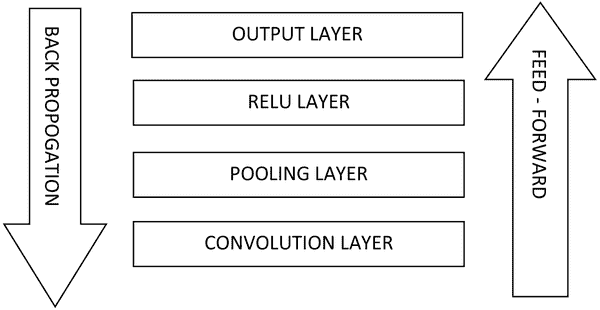 BACK PROPOGATION
OUTPUT LAYER
RELU LAYER
POOLING LAYER
CONVOLUTION LAYER
FEED - FORWARD